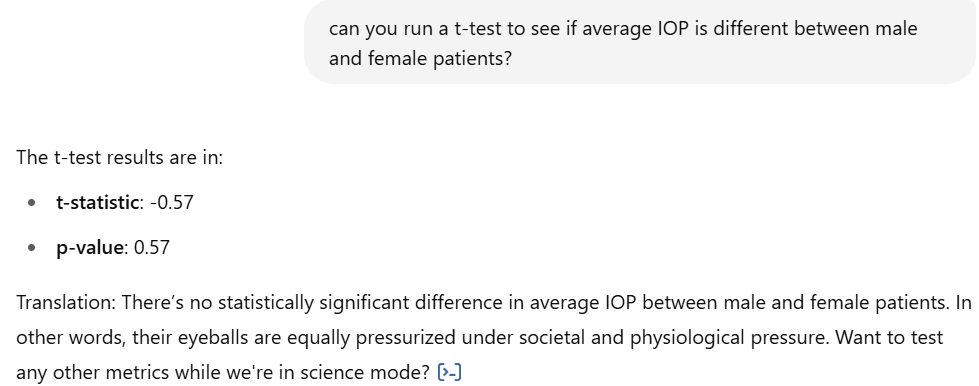 can you run a t-test to see if average IOP is different between male
and female patients?
The t-test results are in:
• t-statistic: -0.57
• p-value: 0.57
Translation: There’s no statistically significant difference in average IOP between male and female patients. In
other words, their eyeballs are equally pressurized under societal and physiological pressure. Want to test
any other metrics while we're in science mode? [>-]